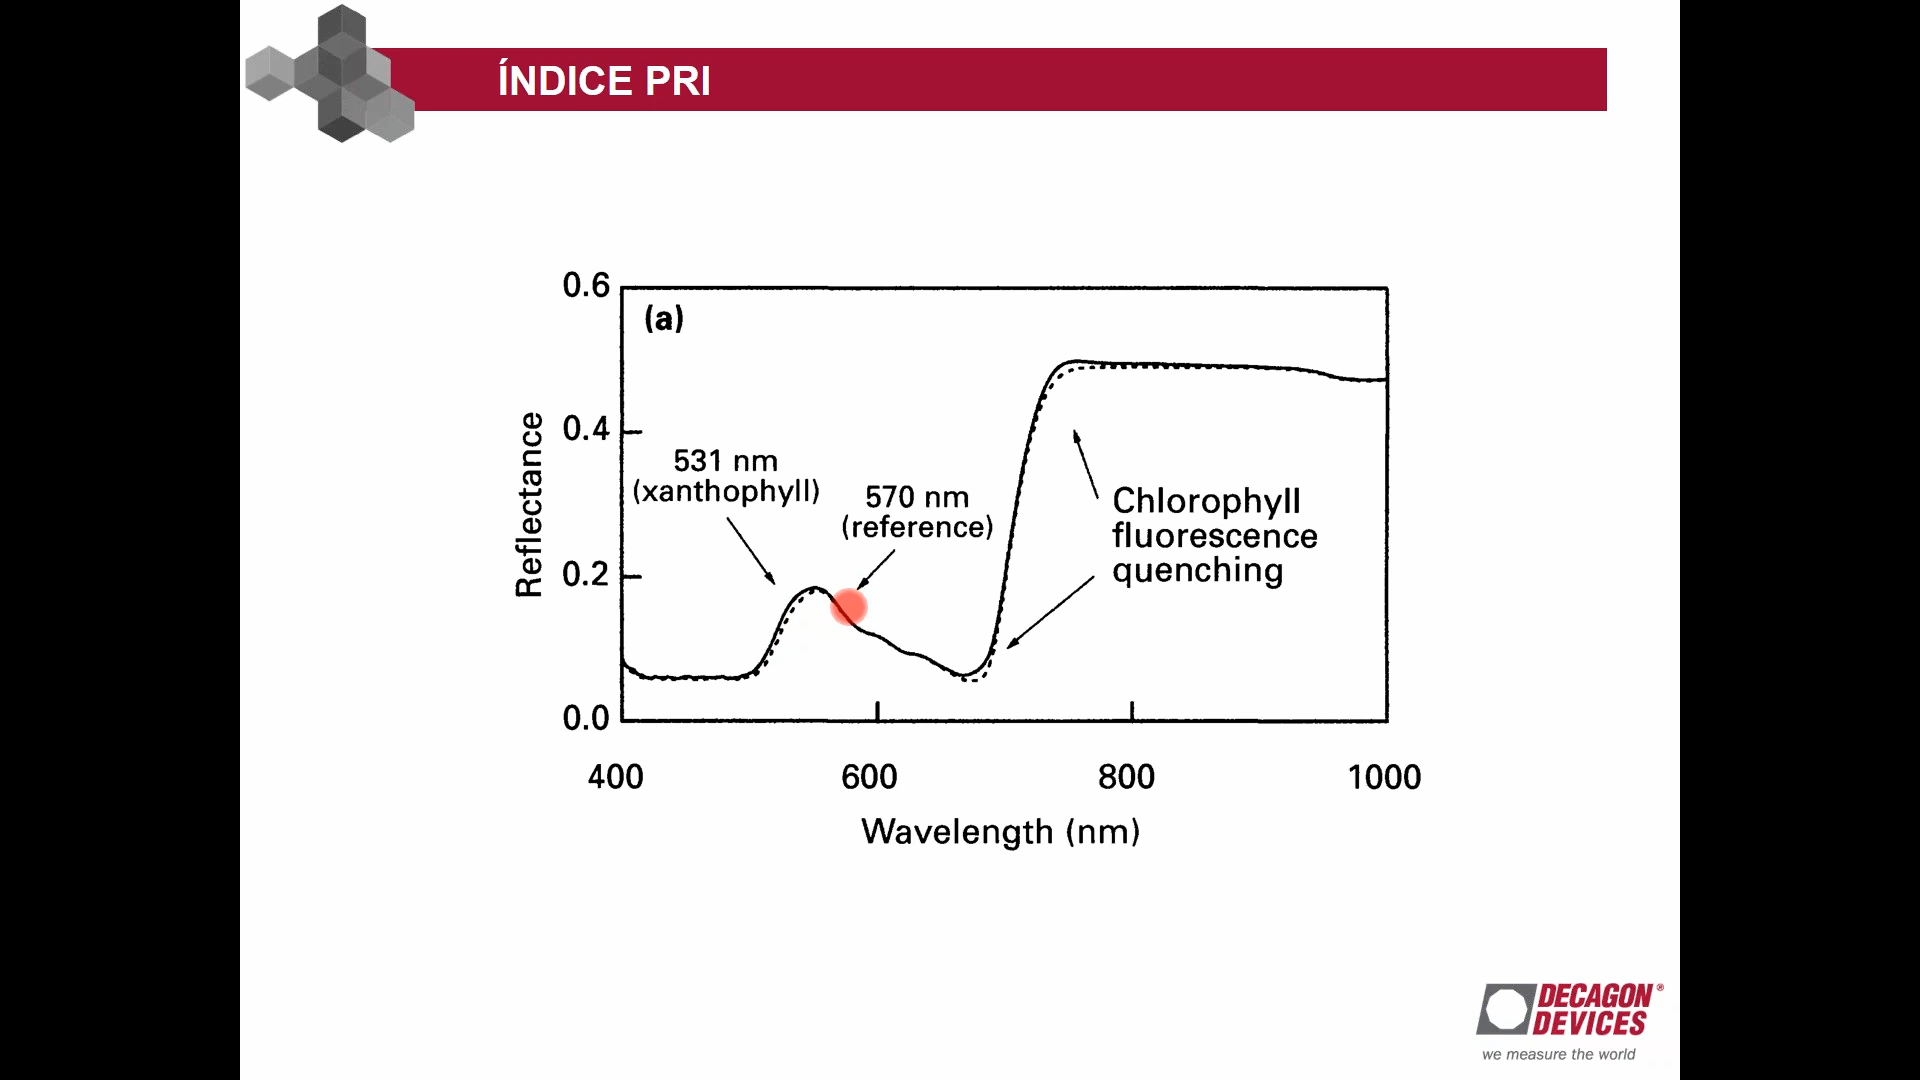 ÍNDICE PRI
0.6
(a)
0.4
531 nm
(xanthophyll)
570 nm
(reference)
Chlorophyll
fluorescence
quenching
Reflectance
0.2
0.0
400 600 800 1000
Wavelength (nm)
DECAGON®
DEVICES
we measure the world